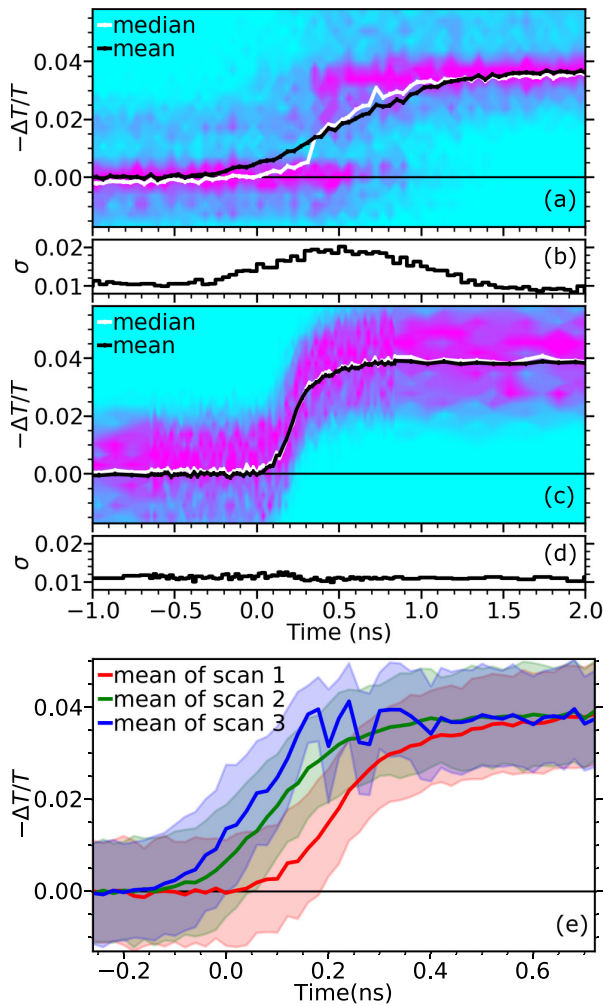 median
mean
0.04
0.02
0.00
−ΔT/T
(a)
0.02
0.01
σ
(b)
median
mean
0.04
0.02
0.00
−ΔT/T
(c)
0.02
0.01
σ
(d)
−1.0 −0.5 0.0 0.5 1.0 1.5 2.0
Time (ns)
mean of scan 1
mean of scan 2
mean of scan 3
0.04
0.02
0.00
−ΔT/T
(e)
−0.2 0.0 0.2 0.4 0.6
Time(ns)